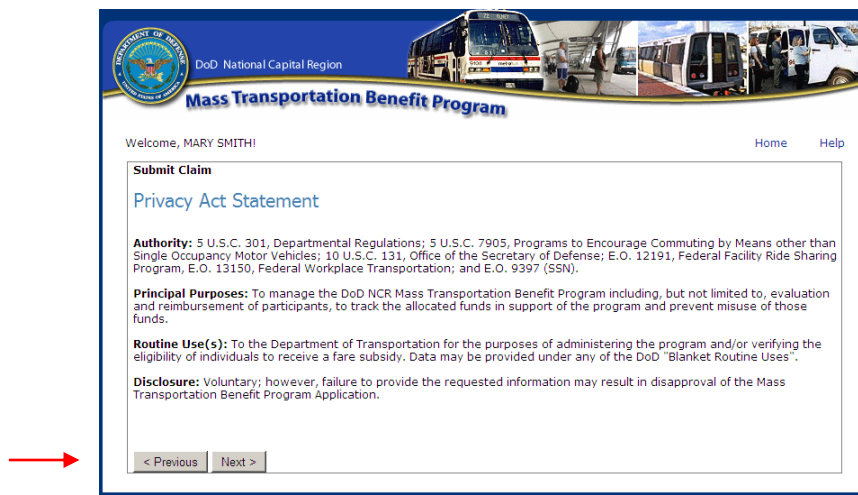 DEPARTMENT OF DEFENSE
UNITED STATES OF AMERICA
DoD National Capital Region
Mass Transportation Benefit Program
Welcome, MARY SMITH!
Home Help
Submit Claim
Privacy Act Statement
Authority: 5 U.S.C. 301, Departmental Regulations; 5 U.S.C. 7905, Programs to Encourage Commuting by Means other than
Single Occupancy Motor Vehicles; 10 U.S.C. 131, Office of the Secretary of Defense; E.O. 12191, Federal Facility Ride Sharing
Program, E.O. 13150, Federal Workplace Transportation; and E.O. 9397 (SSN).
Principal Purposes: To manage the DoD NCR Mass Transportation Benefit Program including, but not limited to, evaluation
and reimbursement of participants, to track the allocated funds in support of the program and prevent misuse of those
funds.
Routine Use(s): To the Department of Transportation for the purposes of administering the program and/or verifying the
eligibility of individuals to receive a fare subsidy. Data may be provided under any of the DoD "Blanket Routine Uses".
Disclosure: Voluntary; however, failure to provide the requested information may result in disapproval of the Mass
Transportation Benefit Program Application.
< Previous Next >